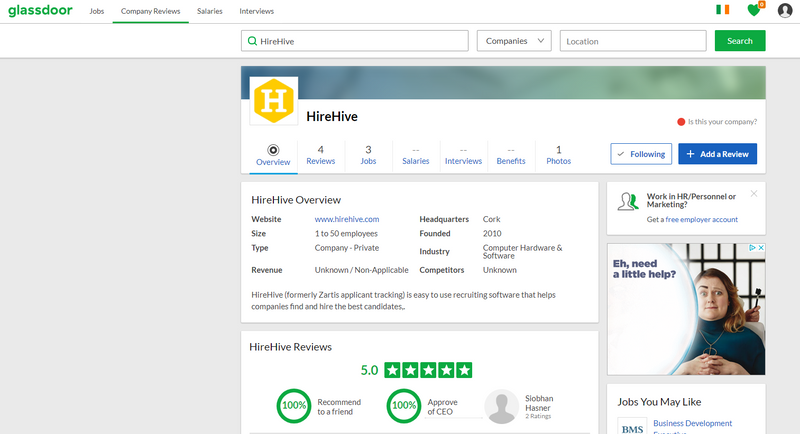 glassdoor
Jobs
Company Reviews
Salaries
Interviews
0
HireHive
Companies
Location
Search
H
HireHive
Is this your company?
Overview
4
Reviews
3
Jobs
--
Salaries
--
Interviews
--
Benefits
1
Photos
Following
+ Add a Review
HireHive Overview
Website www.hirehive.com Headquarters Cork
Size 1 to 50 employees Founded 2010
Type Company - Private Industry Computer Hardware &
Software
Revenue Unknown / Non-Applicable Competitors Unknown
HireHive (formerly Zartis applicant tracking) is easy to use recruiting software that helps
companies find and hire the best candidates,.
Work in HR/Personnel or
Marketing?
Get a free employer account
Eh, need
a little help?
HireHive Reviews
5.0
100% Recommend
to a friend
100% Approve
of CEO
Siobhan
Hasner
2 Ratings
Jobs You May Like
BMS
Business Development